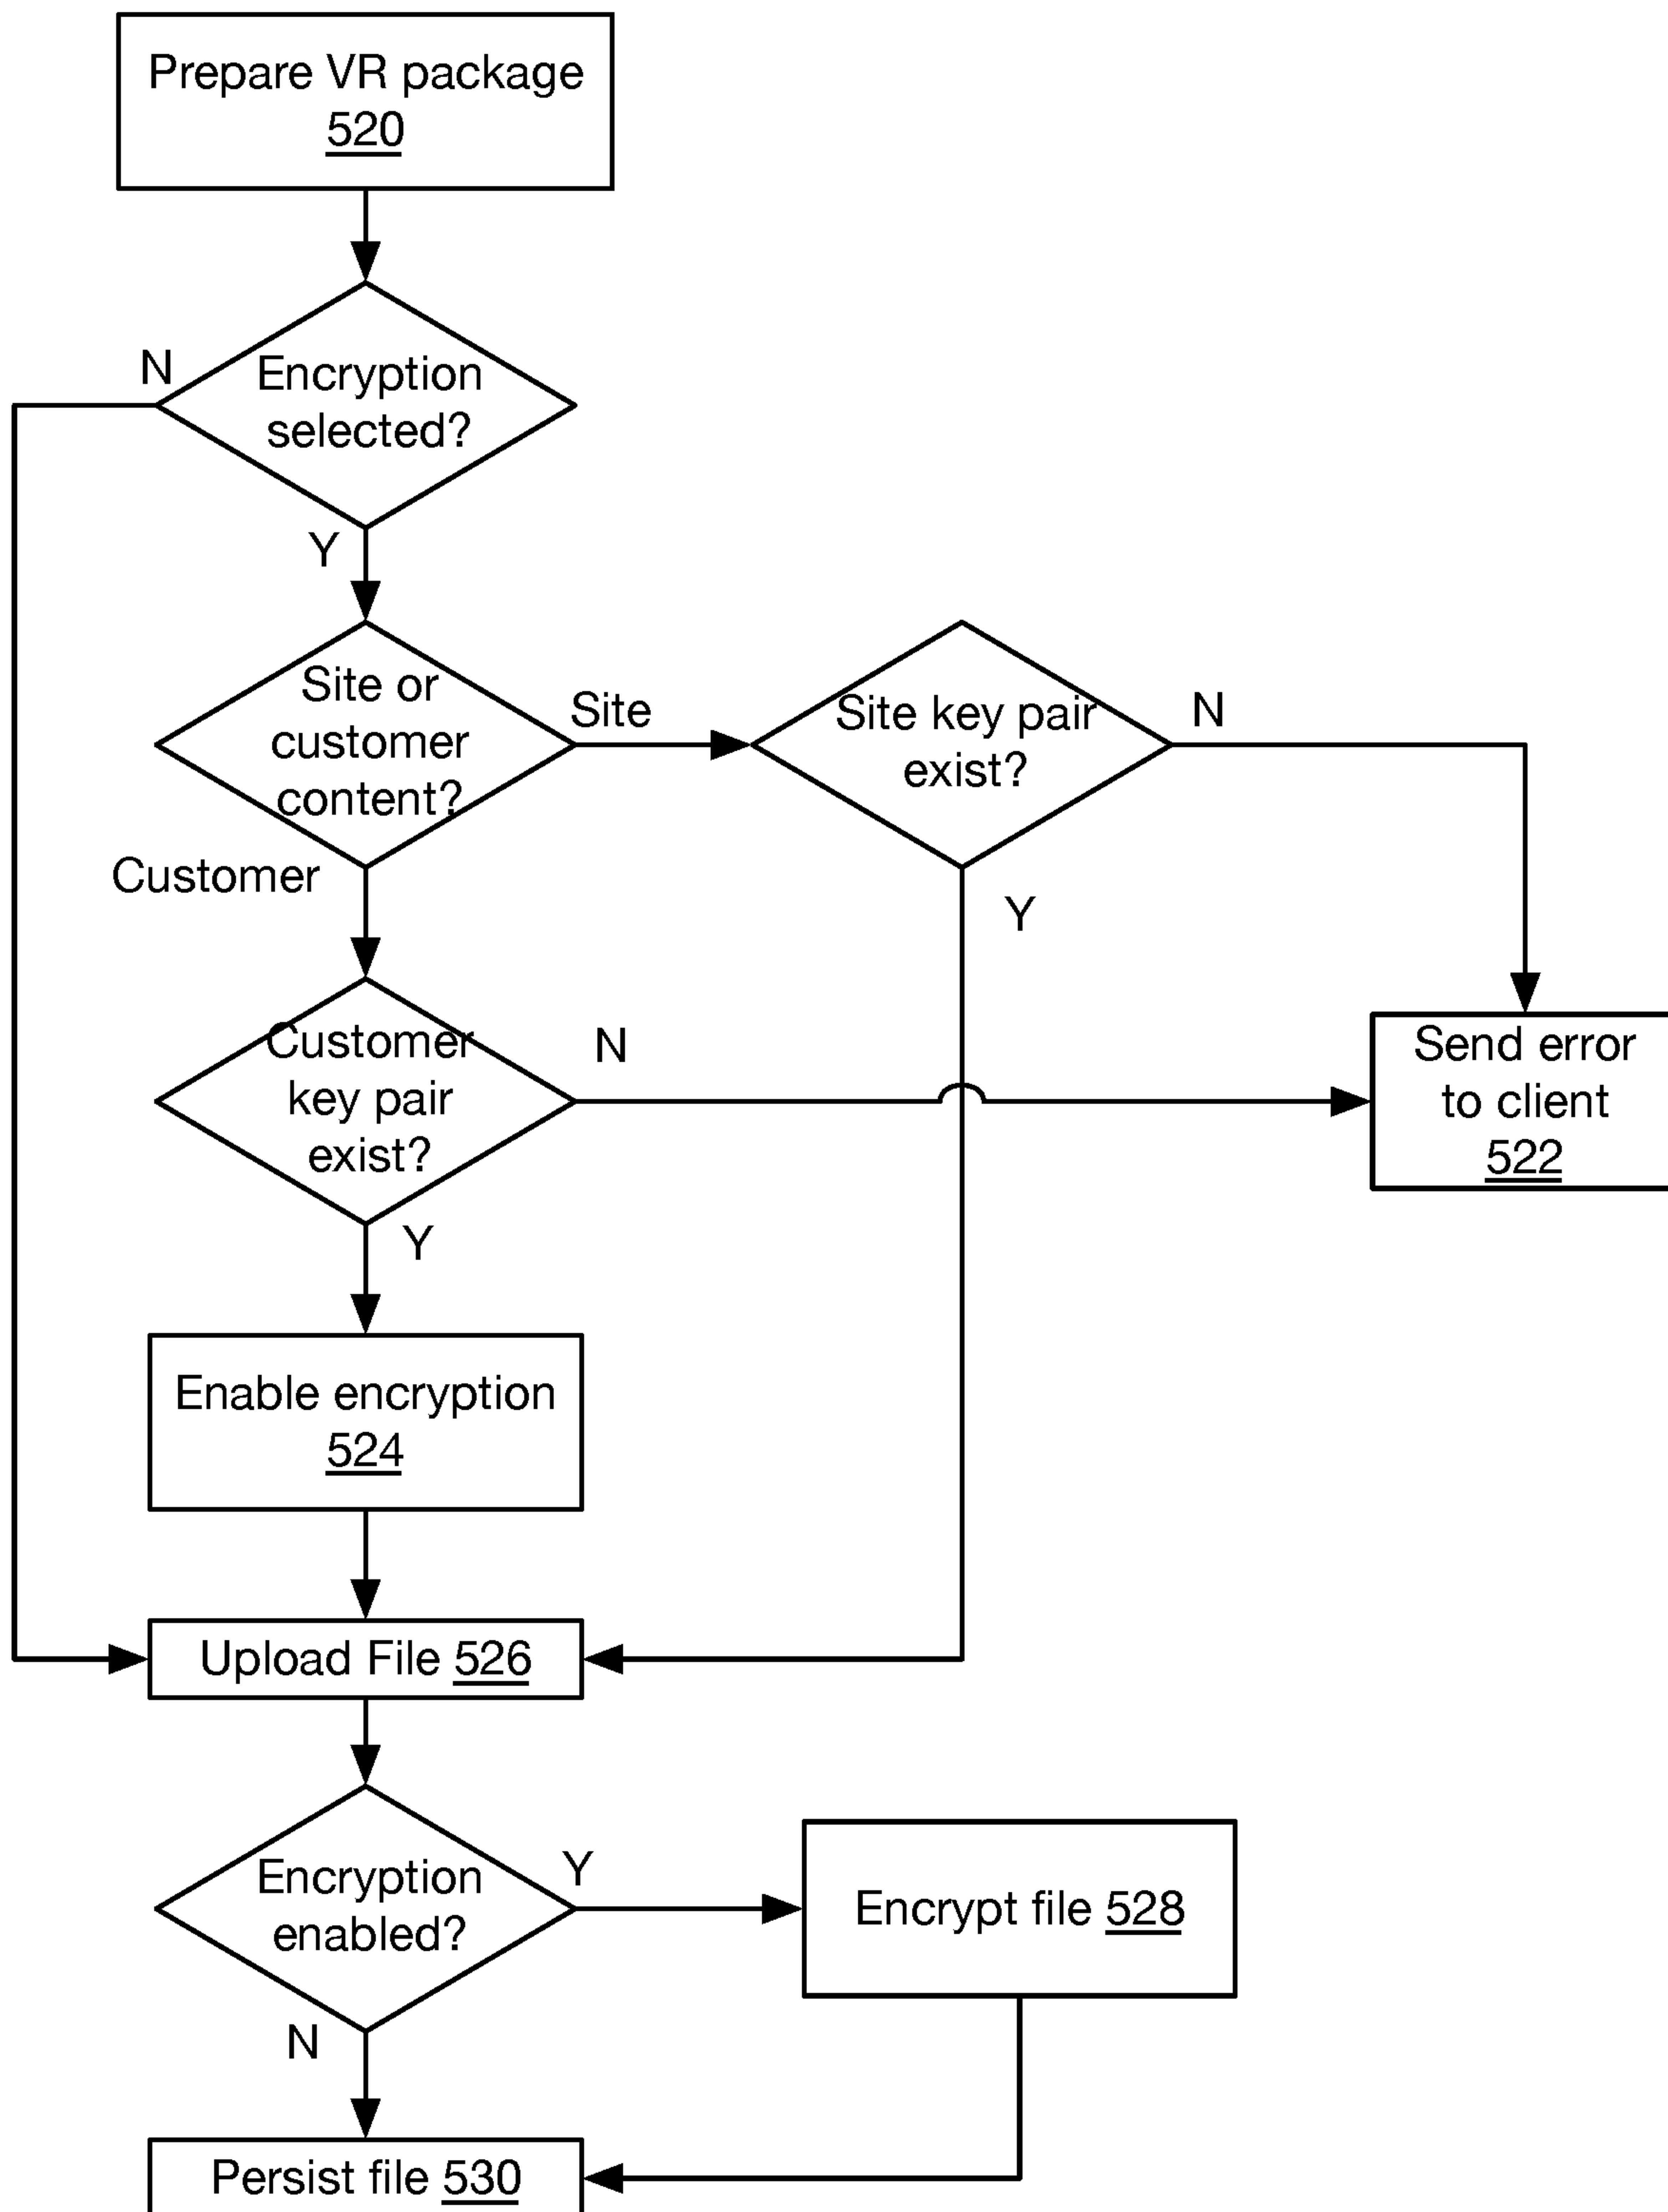 Prepare VR package
520
N
Encryption
selected?
Y
Site or
customer
content?
Site
Site key pair
exist?
N
Customer
Y
Customer
key pair
exist?
N
Send error
to client
522
Y
Enable encryption
524
Upload File 526
Encryption
enabled?
Y
Encrypt file 528
N
Persist file 530